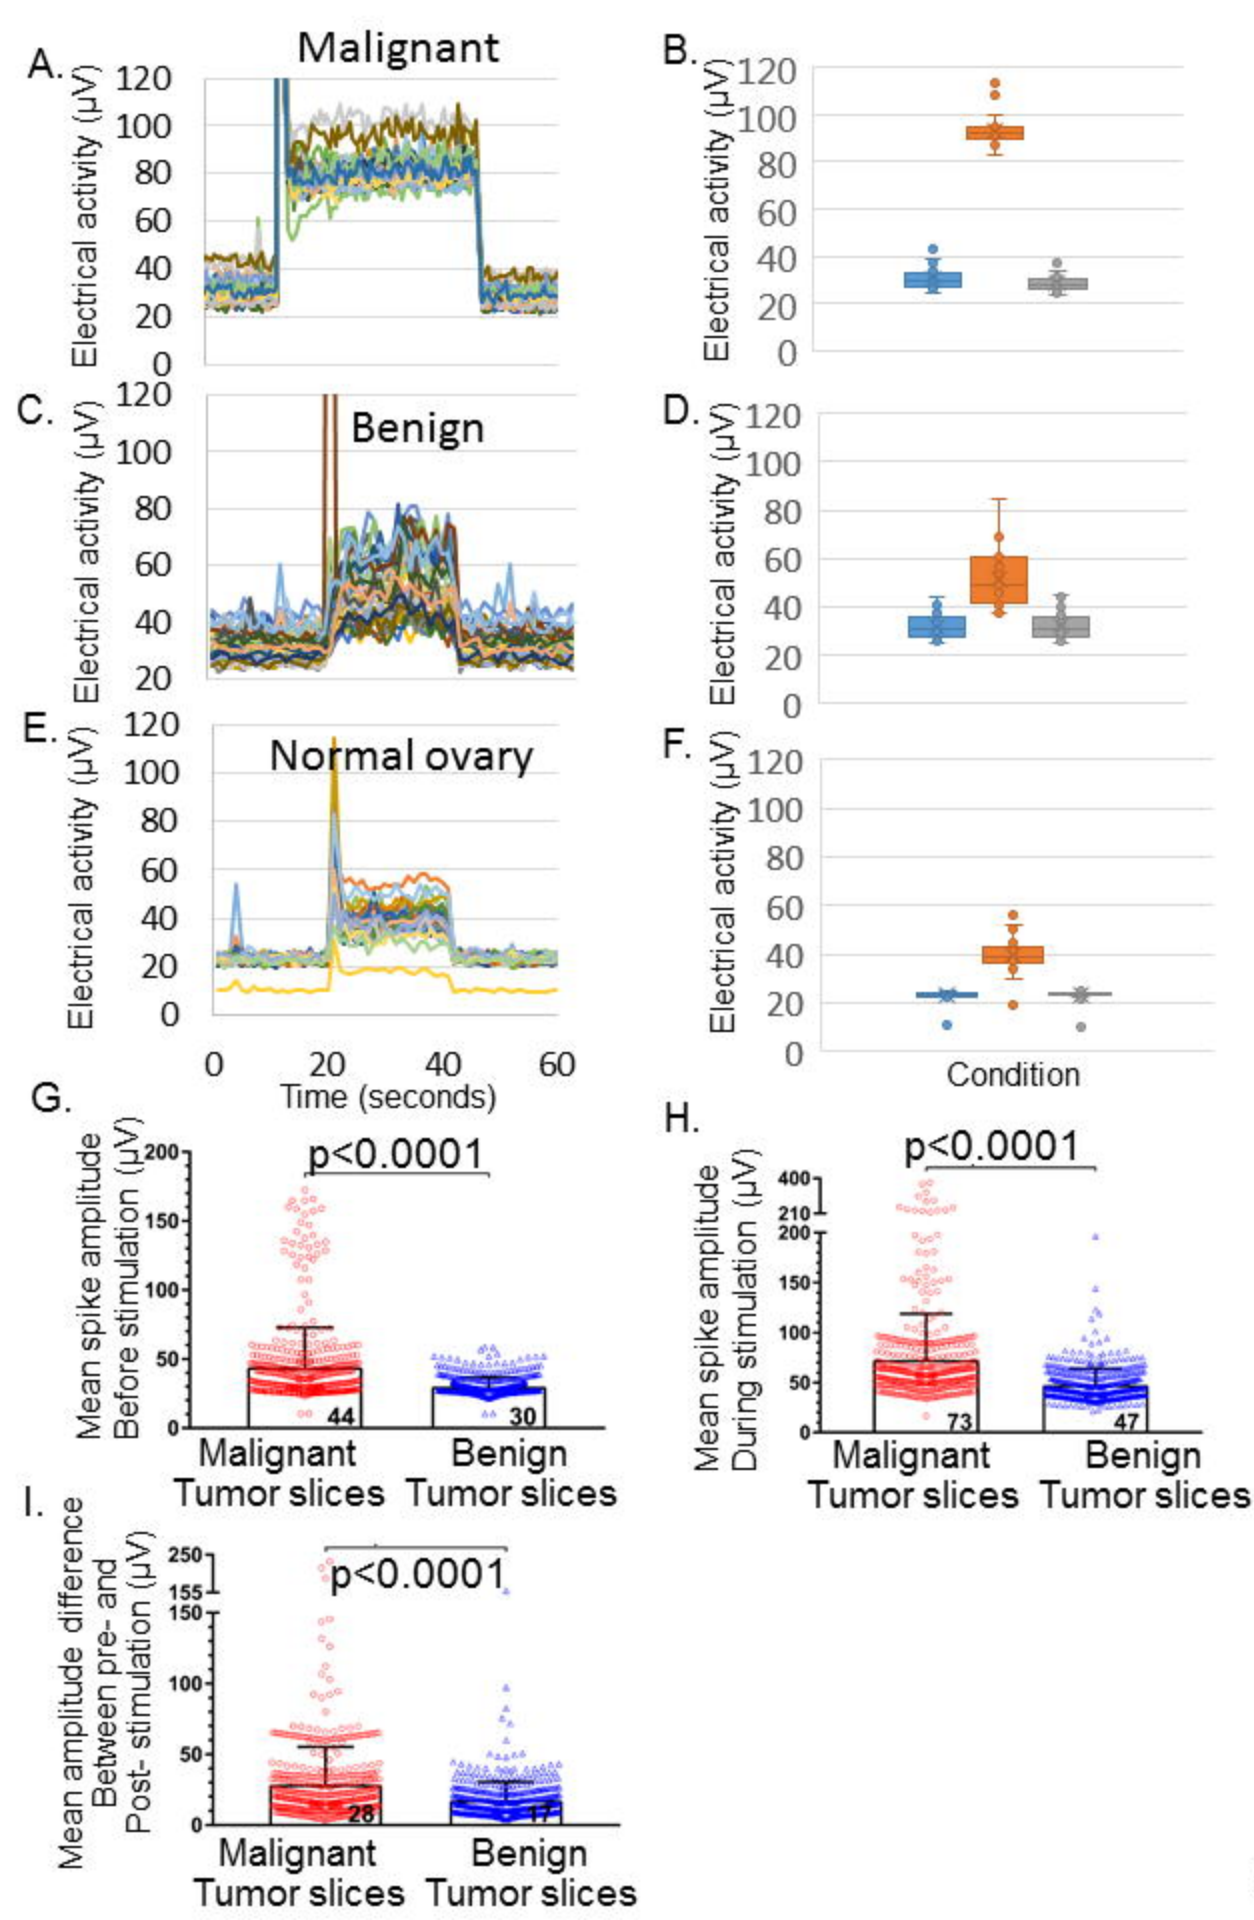 A.
Malignant
Electrical activity (µV)
120
100
80
60
40
20
0
B.
Electrical activity (µV)
120
100
80
60
40
20
0
C.
Benign
Electrical activity (µV)
120
100
80
60
40
20
D.
Electrical activity (µV)
120
100
80
60
40
20
0
E.
Normal ovary
Electrical activity (µV)
120
100
80
60
40
20
0
0 20 40 60
Time (seconds)
F.
Electrical activity (µV)
120
100
80
60
40
20
0
Condition
G.
Mean spike amplitude
Before stimulation (µV)
p<0.0001
200
150
100
50
0
44
30
Malignant
Tumor slices
Benign
Tumor slices
H.
Mean spike amplitude
During stimulation (µV)
p<0.0001
400
210
200
150
100
50
0
73
47
Malignant
Tumor slices
Benign
Tumor slices
I.
Mean amplitude difference
Between pre- and
Post- stimulation (µV)
p<0.0001
250
155
150
100
50
0
28
17
Malignant
Tumor slices
Benign
Tumor slices